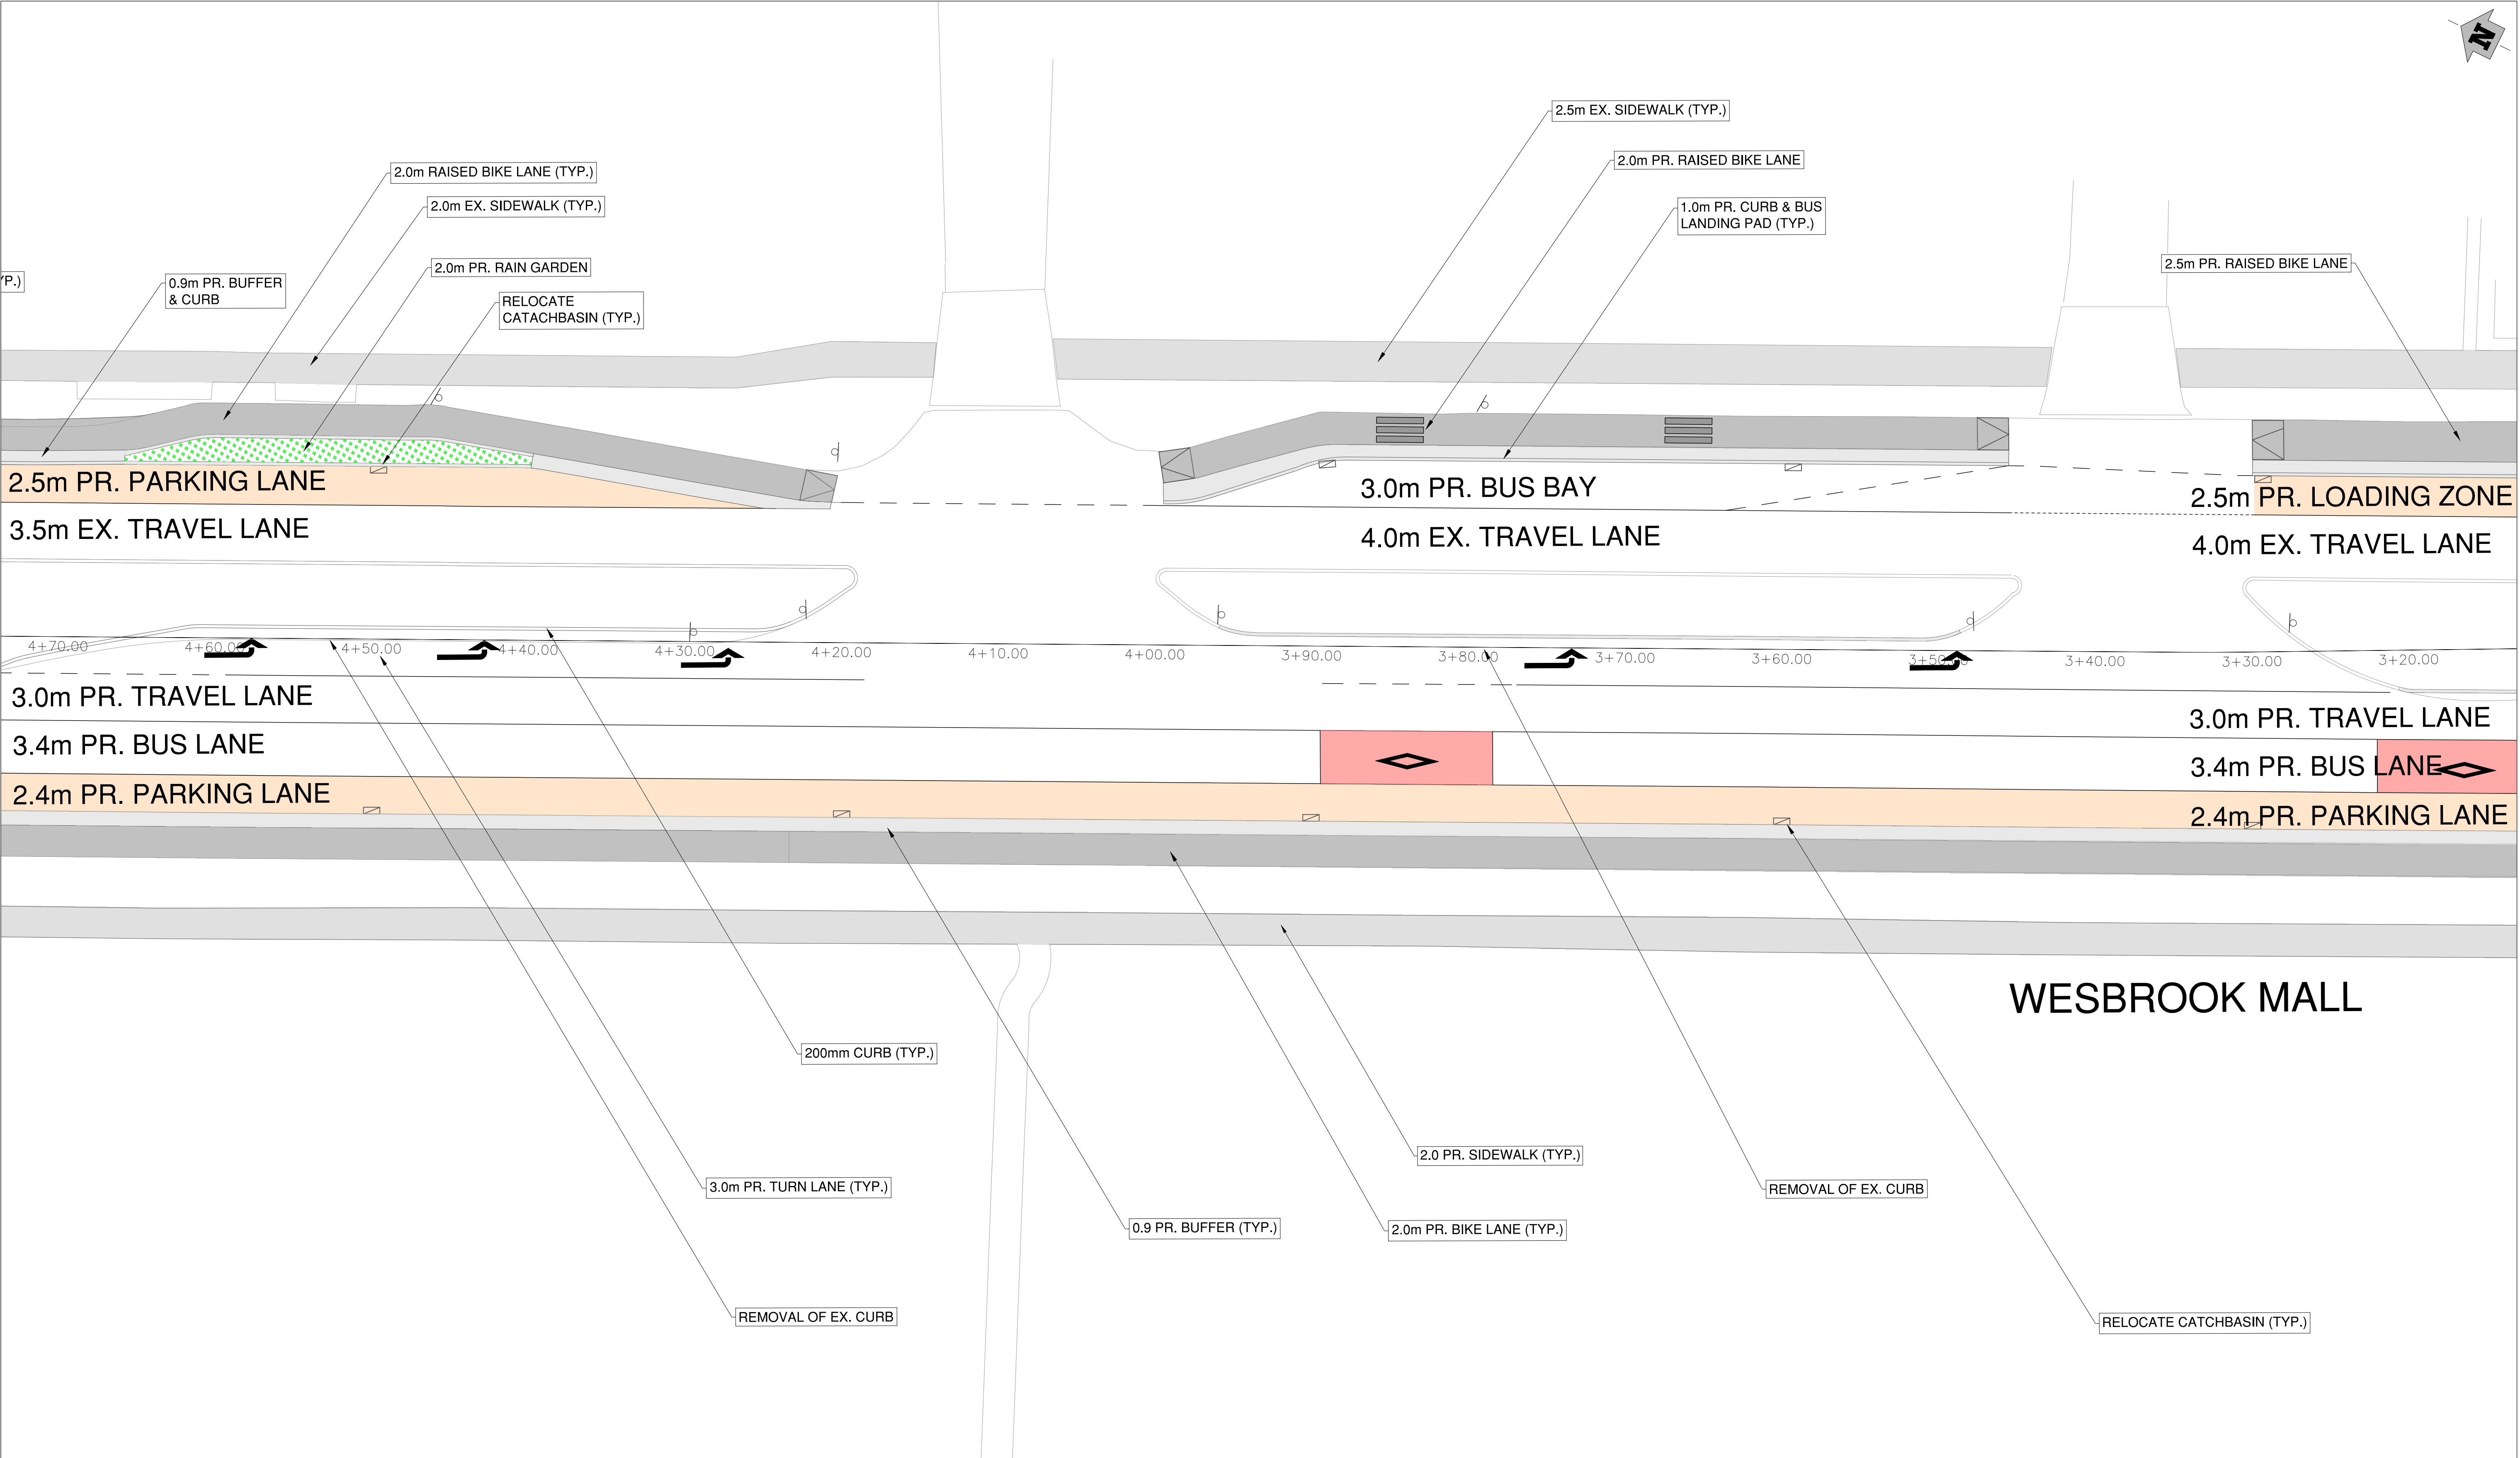 N
2.5m EX. SIDEWALK (TYP.)
2.0m PR. RAISED BIKE LANE
2.0m RAISED BIKE LANE (TYP.)
2.0m EX. SIDEWALK (TYP.)
1.0m PR. CURB & BUS
LANDING PAD (TYP.)
2.5m PR. RAISED BIKE LANE
2.0m PR. RAIN GARDEN
YP.)
0.9m PR. BUFFER
& CURB
RELOCATE
CATACHBASIN (TYP.)
2.5m PR. PARKING LANE
3.0m PR. BUS BAY
2.5m PR. LOADING ZONE
3.5m EX. TRAVEL LANE
4.0m EX. TRAVEL LANE
4.0m EX. TRAVEL LANE
4+70.00
4+60.00
4+50.00
4+40.00
4+30.00
4+20.00
4+10.00
4+00.00
3+90.00
3+80.00
3+70.00
3+60.00
3+50.00
3+40.00
3+30.00
3+20.00
3.0m PR. TRAVEL LANE
3.0m PR. TRAVEL LANE
3.4m PR. BUS LANE
3.4m PR. BUS LANE
2.4m PR. PARKING LANE
2.4m PR. PARKING LANE
WESBROOK MALL
200mm CURB (TYP.)
2.0 PR. SIDEWALK (TYP.)
3.0m PR. TURN LANE (TYP.)
REMOVAL OF EX. CURB
0.9 PR. BUFFER (TYP.)
2.0m PR. BIKE LANE (TYP.)
REMOVAL OF EX. CURB
RELOCATE CATCHBASIN (TYP.)